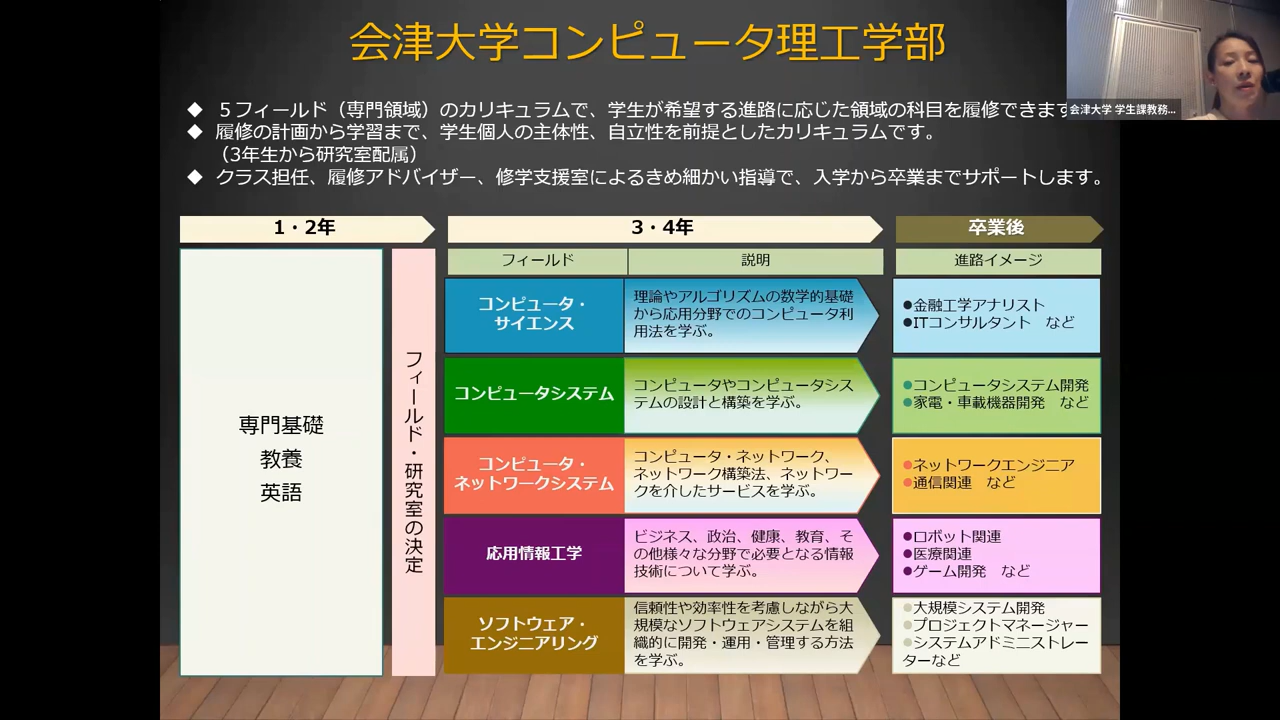 会津大学コンピュータ理工学部
会津大学 学生課教務...
◆ 5フィールド（専門領域）のカリキュラムで、学生が希望する進路に応じた領域の科目を履修できます
◆ 履修の計画から学習まで、学生個人の主体性、自立性を前提としたカリキュラムです。
（3年生から研究室配属）
◆ クラス担任、履修アドバイザー、修学支援室によるきめ細かい指導で、入学から卒業までサポートします。
1・2年
3・4年
卒業後
フィールド
説明
進路イメージ
専門基礎
教養
英語
フィールド・研究室の決定
コンピュータ・
サイエンス
理論やアルゴリズムの数学的基礎
から応用分野でのコンピュータ利
用法を学ぶ。
●金融工学アナリスト
●ITコンサルタント　など
コンピュータシステム
コンピュータやコンピュータシス
テムの設計と構築を学ぶ。
●コンピュータシステム開発
●家電・車載機器開発　など
コンピュータ・
ネットワークシステム
コンピュータ・ネットワーク、
ネットワーク構築法、ネットワー
クを介したサービスを学ぶ。
●ネットワークエンジニア
●通信関連　など
応用情報工学
ビジネス、政治、健康、教育、そ
の他様々な分野で必要となる情報
技術について学ぶ。
●ロボット関連
●医療関連
●ゲーム開発　など
ソフトウェア・
エンジニアリング
信頼性や効率性を考慮しながら大
規模なソフトウェアシステムを組
織的に開発・運用・管理する方法
を学ぶ。
●大規模システム開発
●プロジェクトマネージャー
●システムアドミニストレー
ターなど